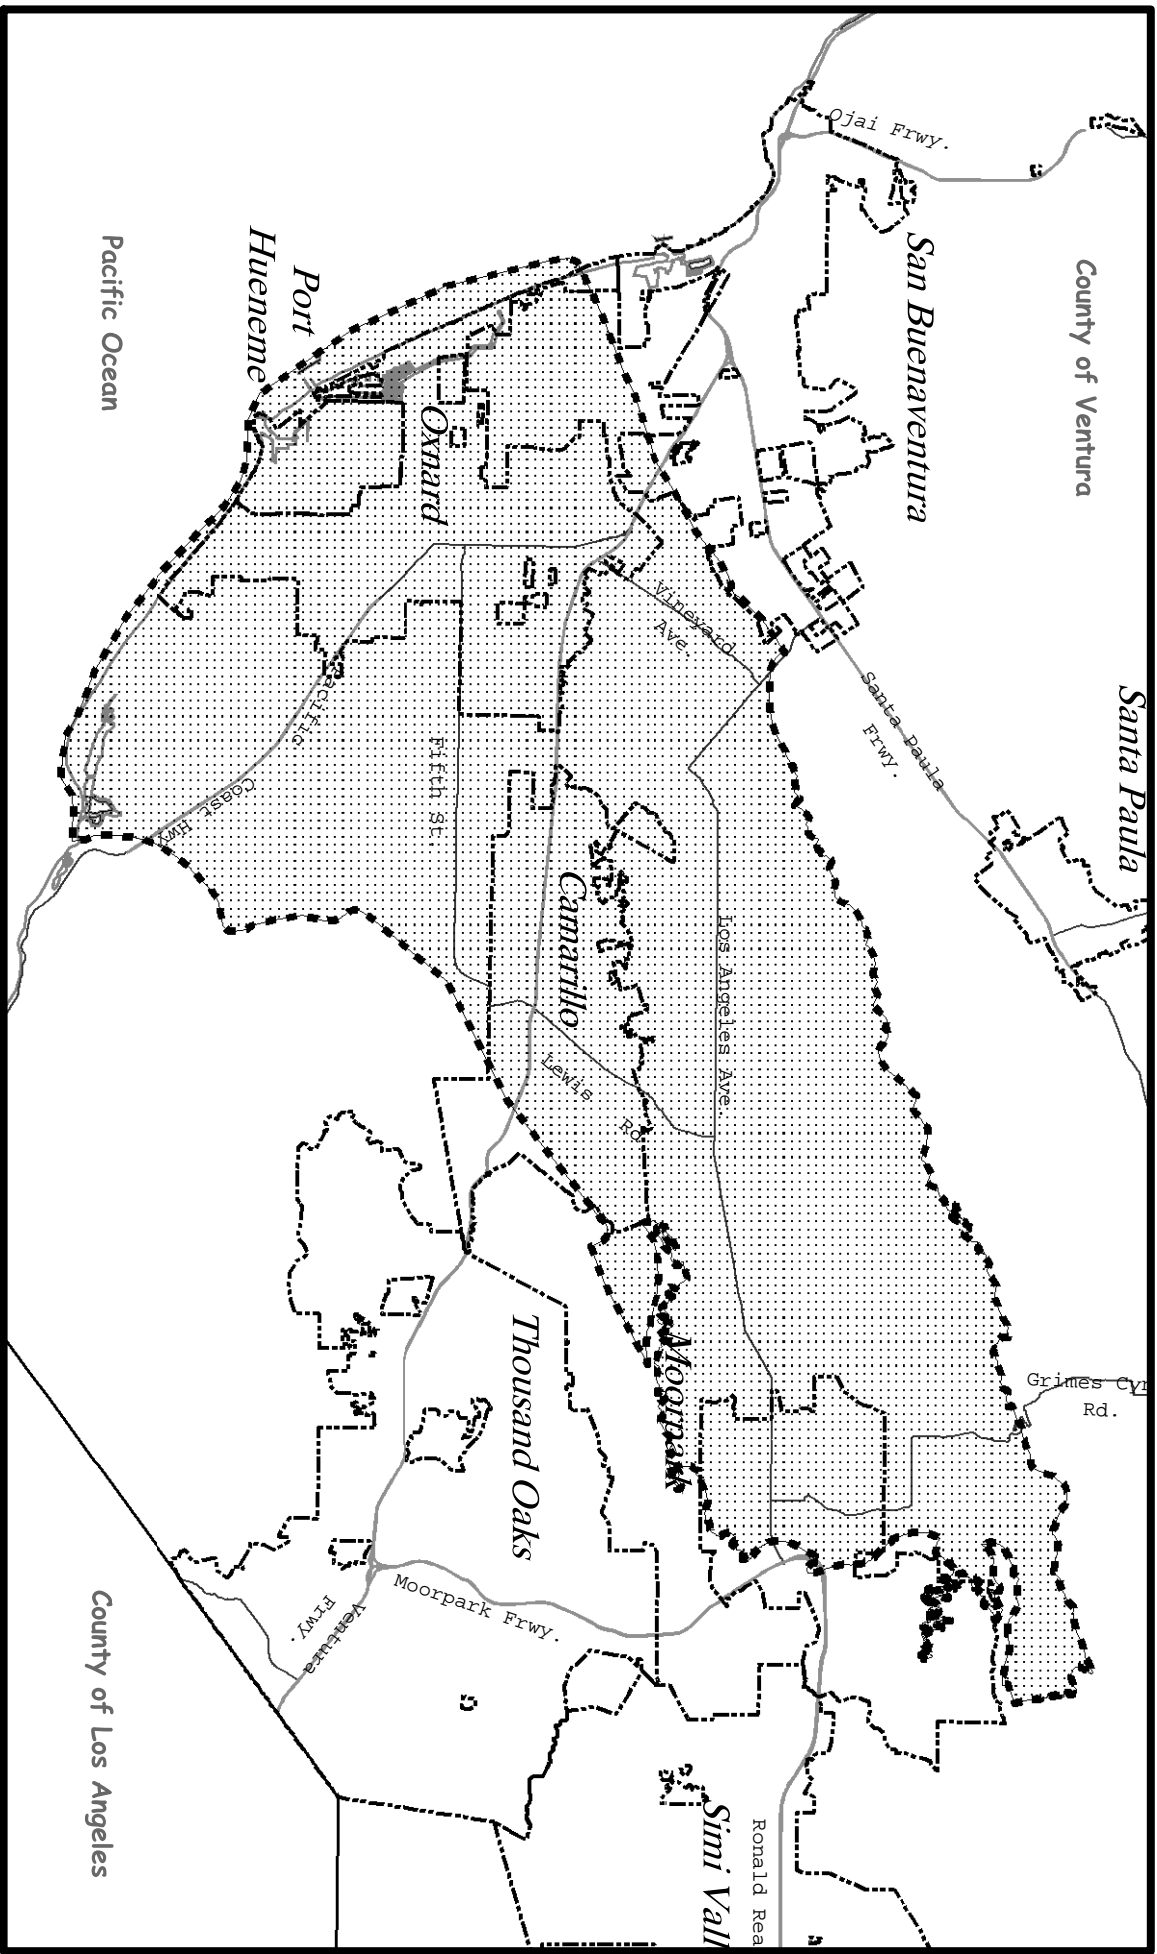 County of Ventura
Santa Paula
Ojai Frwy.
San Buenaventura
Santa Paula
Frwy.
Grimes Cyn
Rd.
Vineyard
Ave.
Los Angeles Ave.
Moorpark
Simi Vall
Ronald Rea
Port
Hueneme
Oxnard
Camarillo
Lewis Rd.
Thousand Oaks
Fifth St.
Pacific Coast Hwy
Moorpark Frwy.
Ventura
Frwy.
Pacific Ocean
County of Los Angeles